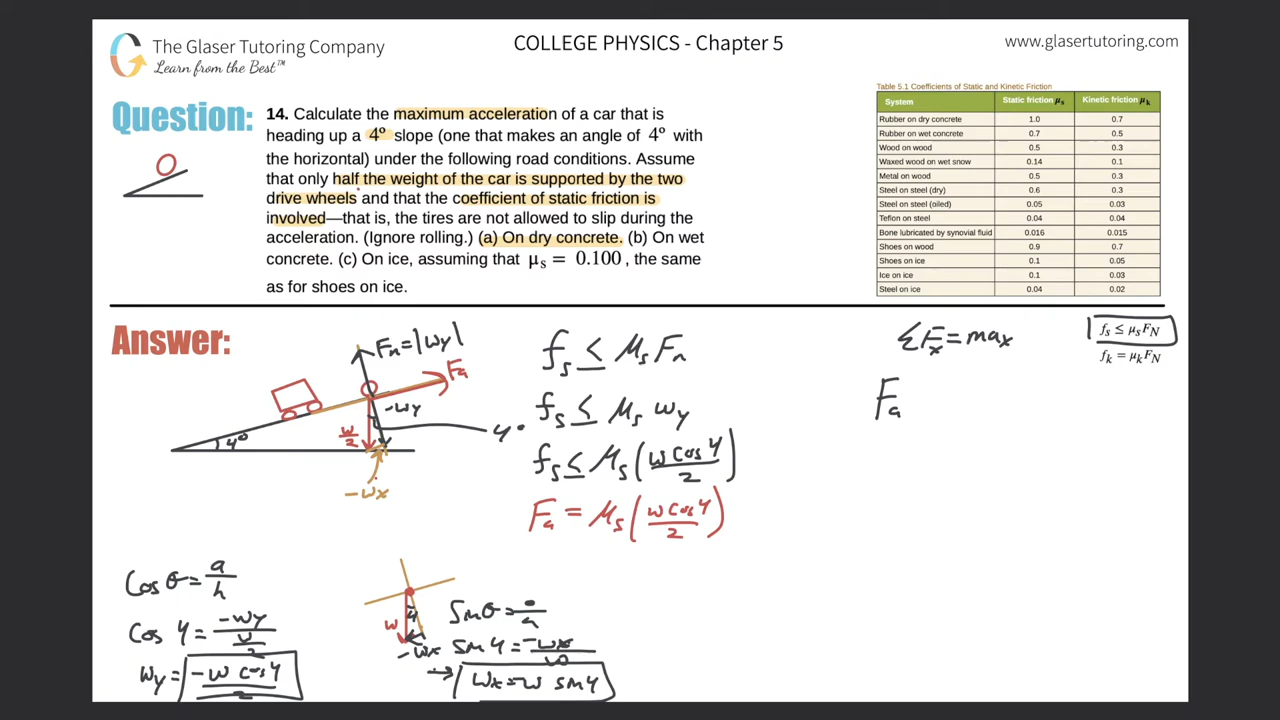 The Glaser Tutoring Company
Learn from the Best™
COLLEGE PHYSICS - Chapter 5
www.glasertutoring.com
Question:
14. Calculate the maximum acceleration of a car that is
heading up a 4º slope (one that makes an angle of 4º with
the horizontal) under the following road conditions. Assume
that only half the weight of the car is supported by the two
drive wheels and that the coefficient of static friction is
involved—that is, the tires are not allowed to slip during the
acceleration. (Ignore rolling.) (a) On dry concrete. (b) On wet
concrete. (c) On ice, assuming that μs = 0.100 , the same
as for shoes on ice.
Table 5.1 Coefficients of Static and Kinetic Friction
System Static friction μs Kinetic friction μk
Rubber on dry concrete 1.0 0.7
Rubber on wet concrete 0.7 0.5
Wood on wood 0.5 0.3
Waxed wood on wet snow 0.14 0.1
Metal on wood 0.5 0.3
Steel on steel (dry) 0.6 0.3
Steel on steel (oiled) 0.05 0.03
Teflon on steel 0.04 0.04
Bone lubricated by synovial fluid 0.016 0.015
Shoes on wood 0.9 0.7
Shoes on ice 0.1 0.05
Ice on ice 0.1 0.03
Steel on ice 0.04 0.02
Answer:
Fn = |wy|
Fa
-wy
w/2
4°
4°
-wx
fs ≤ μs Fn
fs ≤ μs wy
fs ≤ μs (w cos 4 / 2)
Fa = μs (w cos 4 / 2)
ΣFx = max
fs ≤ μsFN
fk = μkFN
Fa
Cos θ = a/h
Cos 4 = -wy / w/2
wy = -w cos 4 / 2
w
4
-wx
Sin θ = o/h
Sin 4 = -wx / w
wx = w sin 4